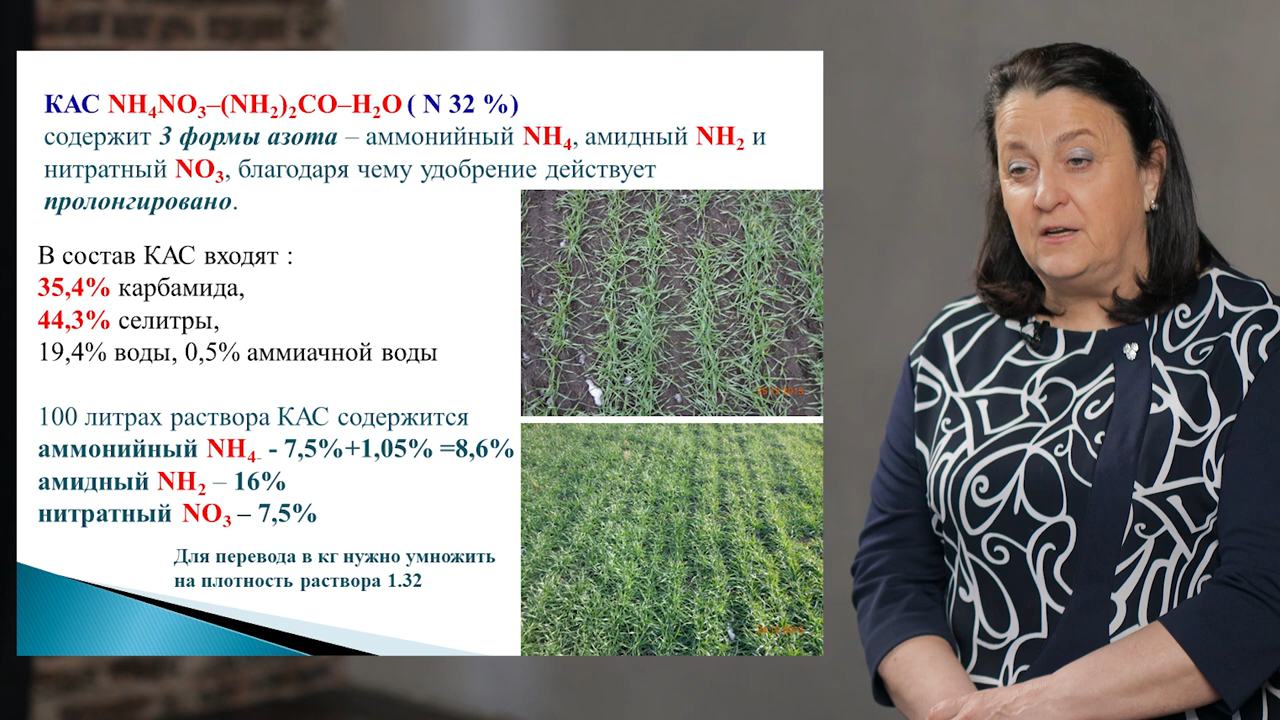 КАС NH₄NO₃–(NH₂)₂CO–H₂O ( N 32 %)
содержит 3 формы азота – аммонийный NH₄, амидный NH₂ и
нитратный NO₃, благодаря чему удобрение действует
пролонгировано.
В состав КАС входят :
35,4% карбамида,
44,3% селитры,
19,4% воды, 0,5% аммиачной воды
100 литрах раствора КАС содержится
аммонийный NH₄- - 7,5%+1,05% =8,6%
амидный NH₂ – 16%
нитратный NO₃ – 7,5%
Для перевода в кг нужно умножить
на плотность раствора 1.32